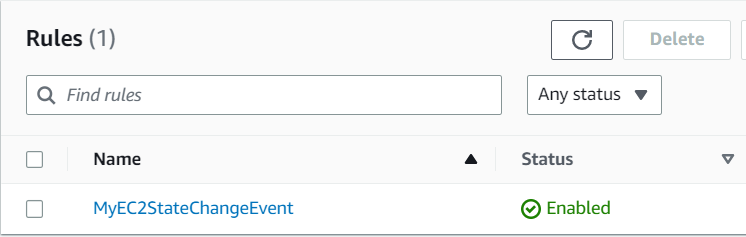 Rules (1)
Delete
Find rules
Any status
Name
Status
MyEC2StateChangeEvent
Enabled